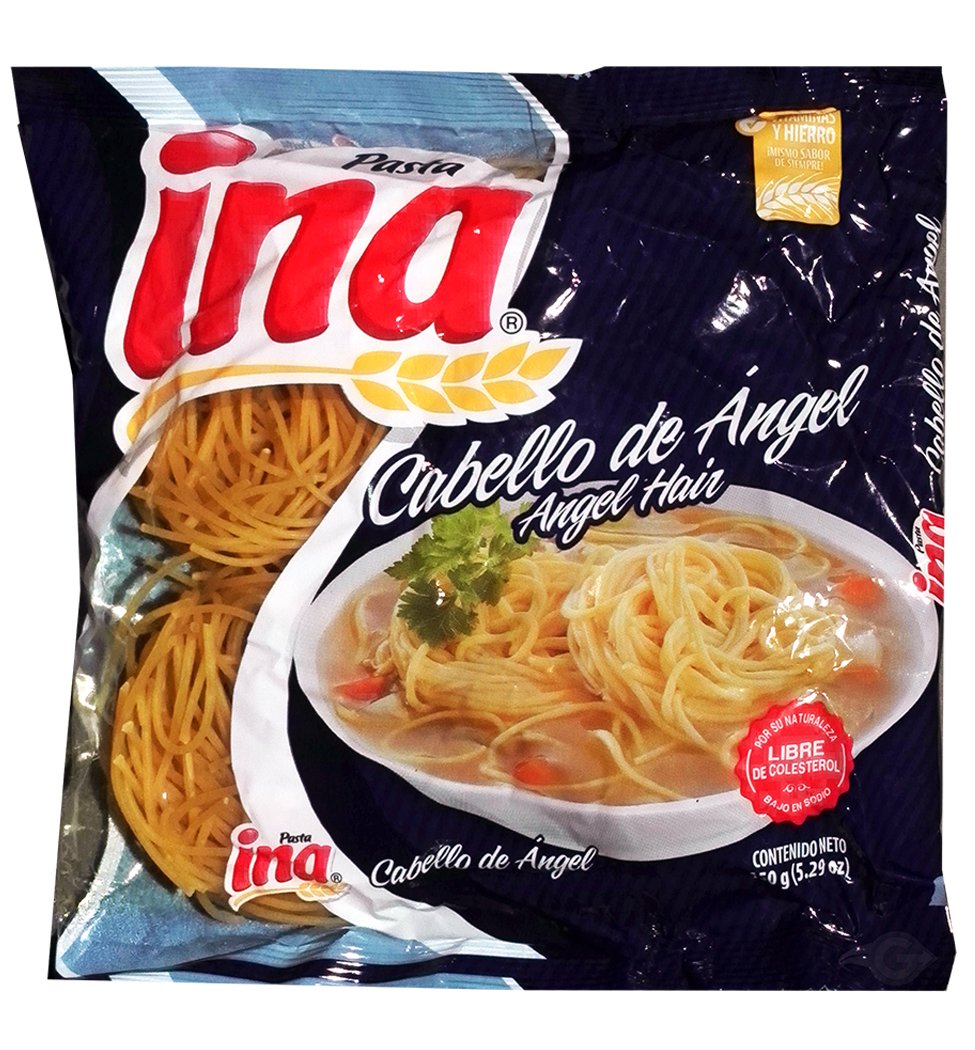 Pasta
ina®
VITAMINAS
Y HIERRO
¡MISMO SABOR
DE SIEMPRE!
Cabello de Ángel
Angel Hair
Cabello de Ángel
Pasta
ina
POR SU NATURALEZA
LIBRE
DE COLESTEROL
BAJO EN SODIO
Pasta
ina®
Cabello de Ángel
CONTENIDO NETO
g (5.29 oz)
G